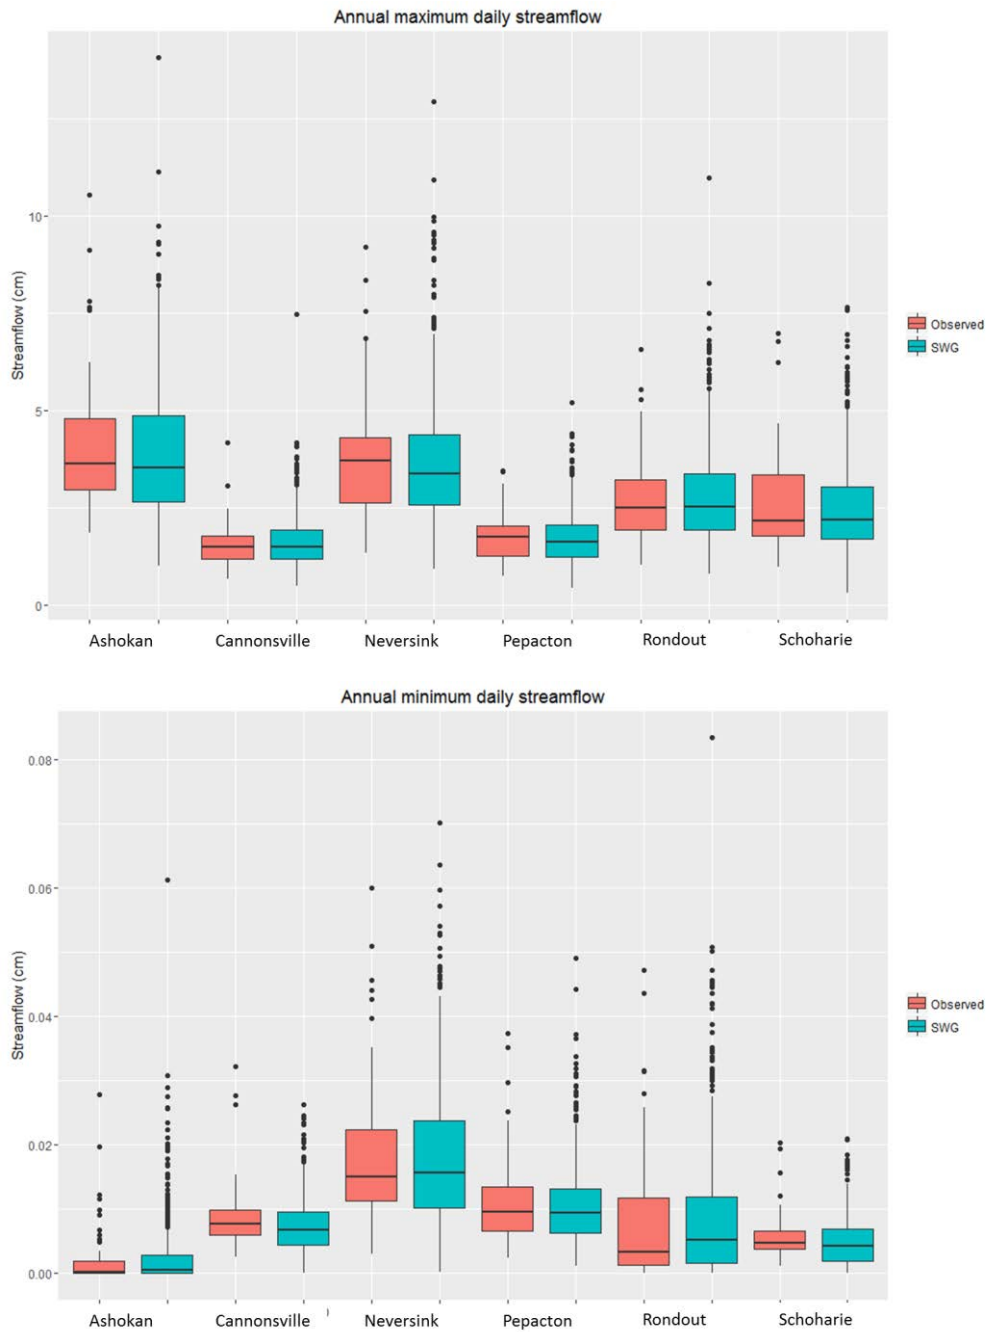 Annual maximum daily streamflow
Streamflow (cm)
10
5
0
Observed
SWG
Ashokan Cannonsville Neversink Pepacton Rondout Schoharie
Annual minimum daily streamflow
Streamflow (cm)
0.08
0.06
0.04
0.02
0.00
Observed
SWG
Ashokan Cannonsville Neversink Pepacton Rondout Schoharie